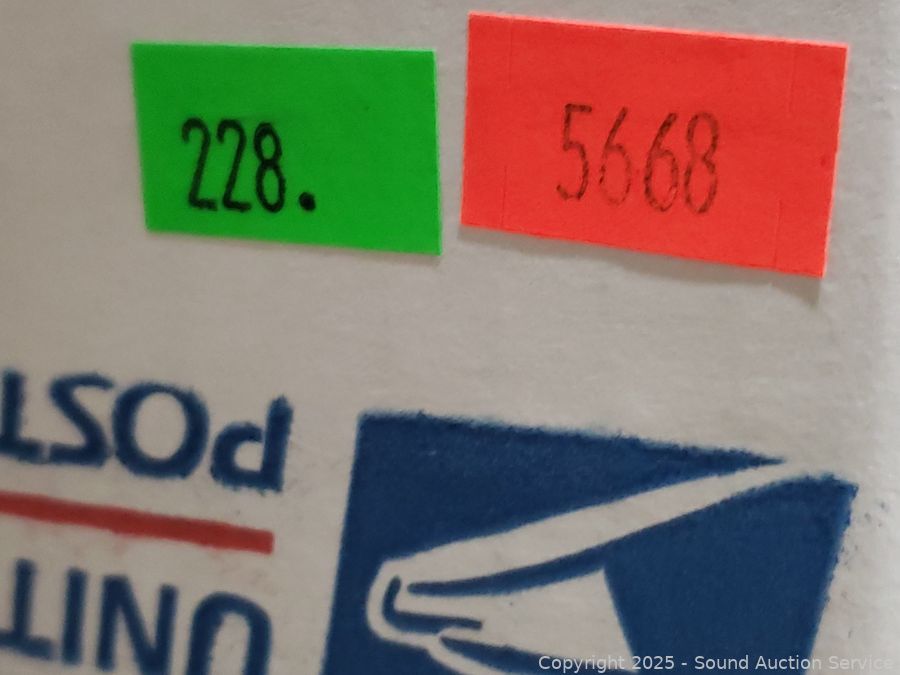 228.
5668
POST
UNIT
Copyright 2025 - Sound Auction Service